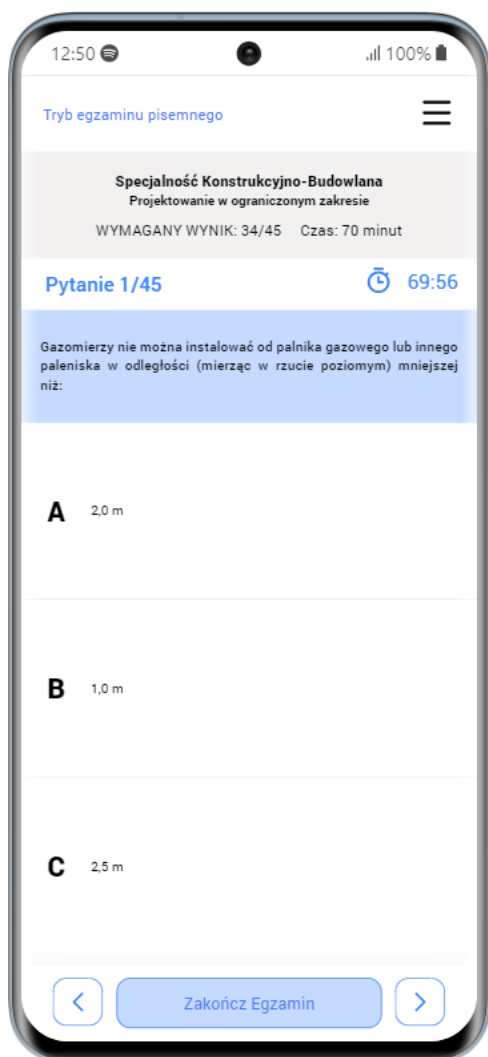 12:50 100%
Tryb egzaminu pisemnego
Specjalność Konstrukcyjno-Budowlana
Projektowanie w ograniczonym zakresie
WYMAGANY WYNIK: 34/45 Czas: 70 minut
Pytanie 1/45 69:56
Gazomierzy nie można instalować od palnika gazowego lub innego
paleniska w odległości (mierząc w rzucie poziomym) mniejszej
niż:
A 2,0 m
B 1,0 m
C 2,5 m
Zakończ Egzamin